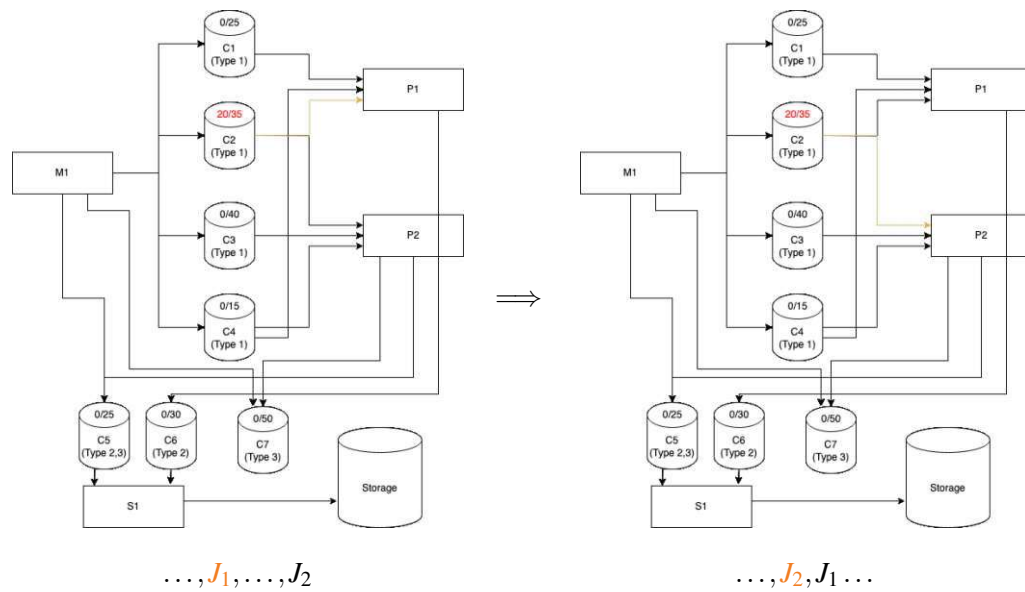 0/25
C1
(Type 1)
P1
20/35
C2
(Type 1)
M1
0/40
C3
(Type 1)
P2
0/15
C4
(Type 1)
0/25
C5
(Type 2,3)
0/30
C6
(Type 2)
0/50
C7
(Type 3)
Storage
S1
⟹
0/25
C1
(Type 1)
P1
20/35
C2
(Type 1)
M1
0/40
C3
(Type 1)
P2
0/15
C4
(Type 1)
0/25
C5
(Type 2,3)
0/30
C6
(Type 2)
0/50
C7
(Type 3)
Storage
S1
..., J1, ..., J2
..., J2, J1 ...